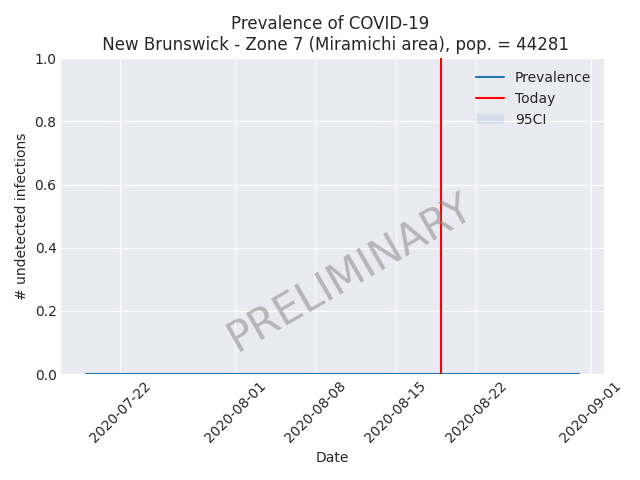 Prevalence of COVID-19
New Brunswick - Zone 7 (Miramichi area), pop. = 44281
1.0
0.8
0.6
0.4
0.2
0.0
# undetected infections
Prevalence
Today
95CI
PRELIMINARY
2020-07-22
2020-08-01
2020-08-08
2020-08-15
2020-08-22
2020-09-01
Date